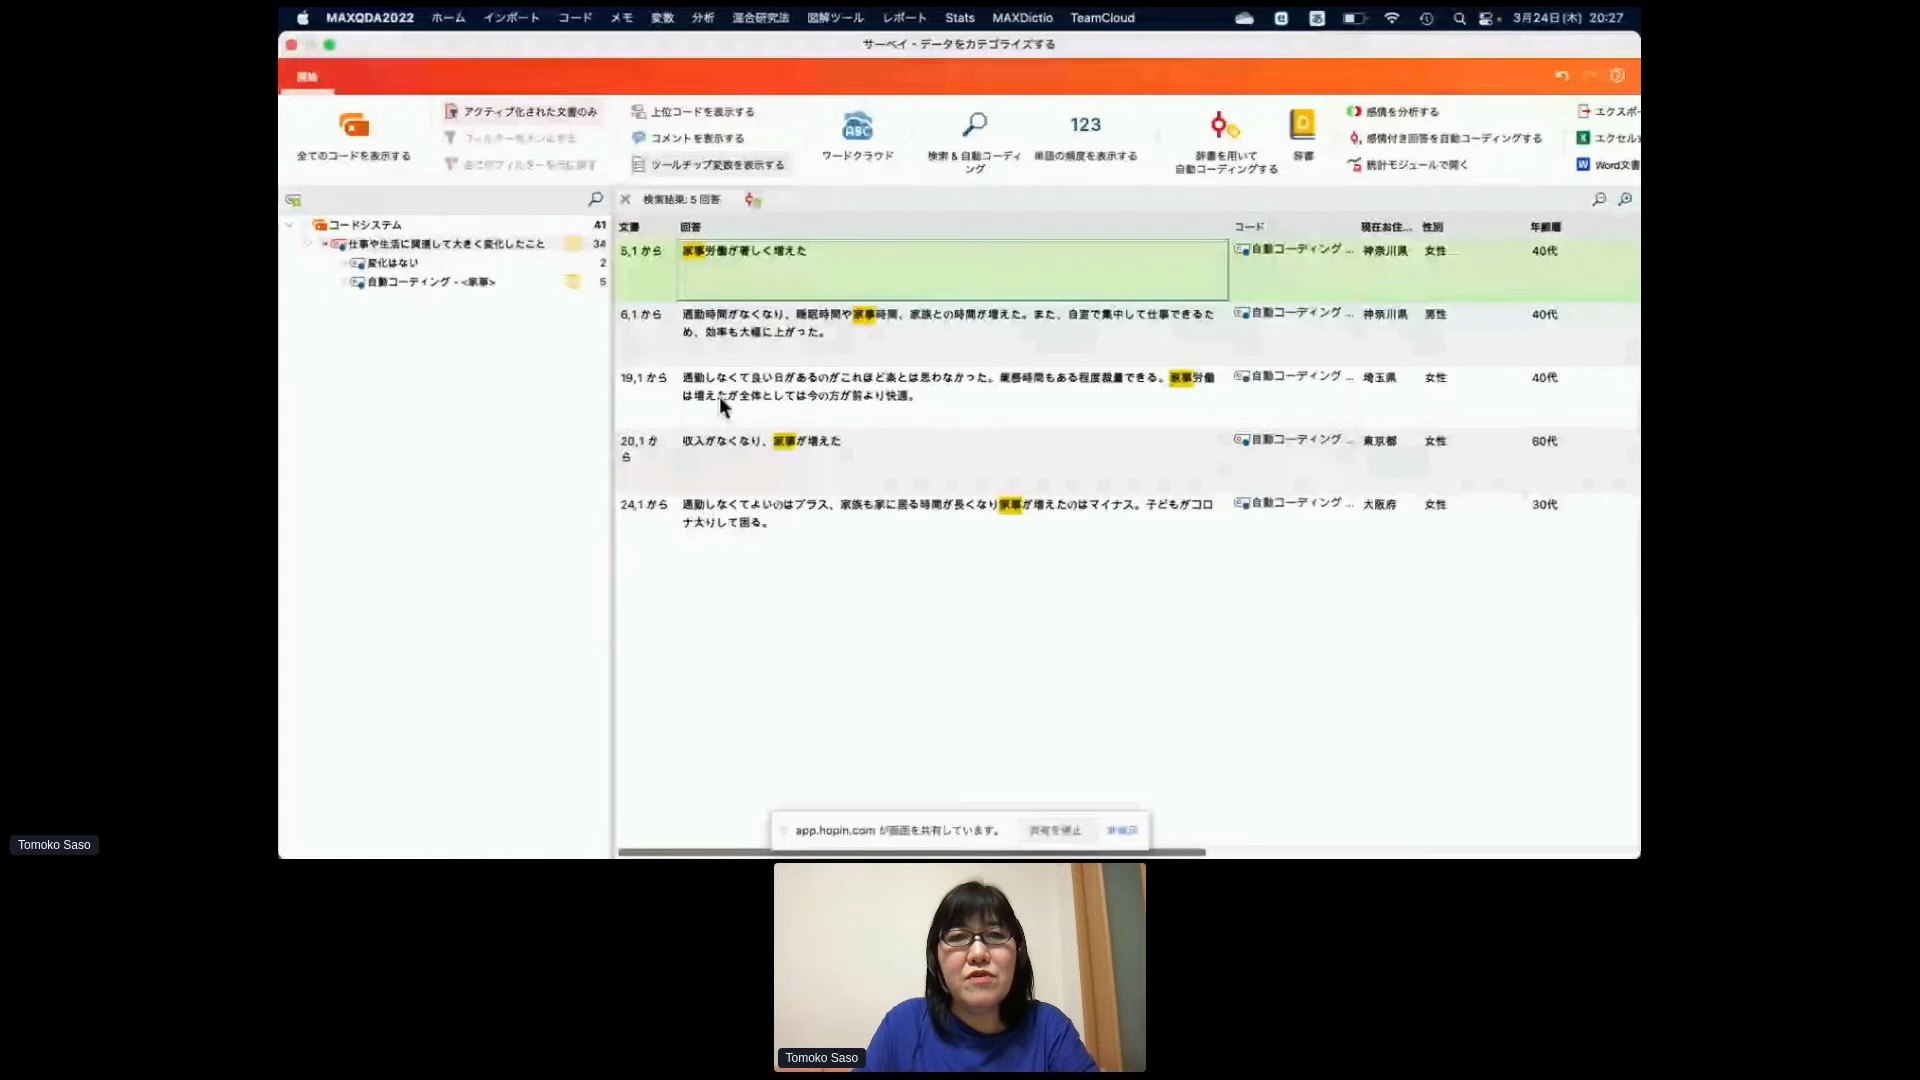 MAXQDA2022 ホーム インポート コード メモ 変数 分析 混合研究法 図解ツール レポート Stats MAXDictio TeamCloud 3月24日(木) 20:27
サーベイ - データをカテゴライズする
開始
全てのコードを表示する
アクティブ化された文書のみ
上位コードを表示する
コメントを表示する
ツールチップ変数を表示する
ABC
ワードクラウド
検索 & 自動コーディ
ング
123
単語の頻度を表示する
辞書を用いて
自動コーディングする
辞書
感情を分析する
感情付き回答を自動コーディングする
統計モジュールで開く
エクスポー
エクセル
Word文書
検索結果: 5 回答
コードシステム 41
仕事や生活に関連して大きく変化したこと 34
変化はない 2
自動コーディング - <家事> 5
文書 回答 コード 現在お住... 性別 年齢層
5,1 から 家事労働が著しく増えた 自動コーディング ... 神奈川県 女性 40代
6,1 から 通勤時間がなくなり、睡眠時間や家事時間、家族との時間が増えた。また、自室で集中して仕事できるた 自動コーディング ... 神奈川県 男性 40代
め、効率も大幅に上がった。
19,1 から 通勤しなくて良い日があるのがこれほど楽とは思わなかった。業務時間もある程度裁量できる。家事労働 自動コーディング ... 埼玉県 女性 40代
は増えたが全体としては今の方が前より快適。
20,1 か 収入がなくなり、家事が増えた 自動コーディング ... 東京都 女性 60代
ら
24,1 から 通勤しなくてよいのはプラス、家族も家に居る時間が長くなり家事が増えたのはマイナス。子どもがコロ 自動コーディング ... 大阪府 女性 30代
ナ太りして困る。
app.hopin.com が画面を共有しています。 共有を停止 非表示
Tomoko Saso
Tomoko Saso